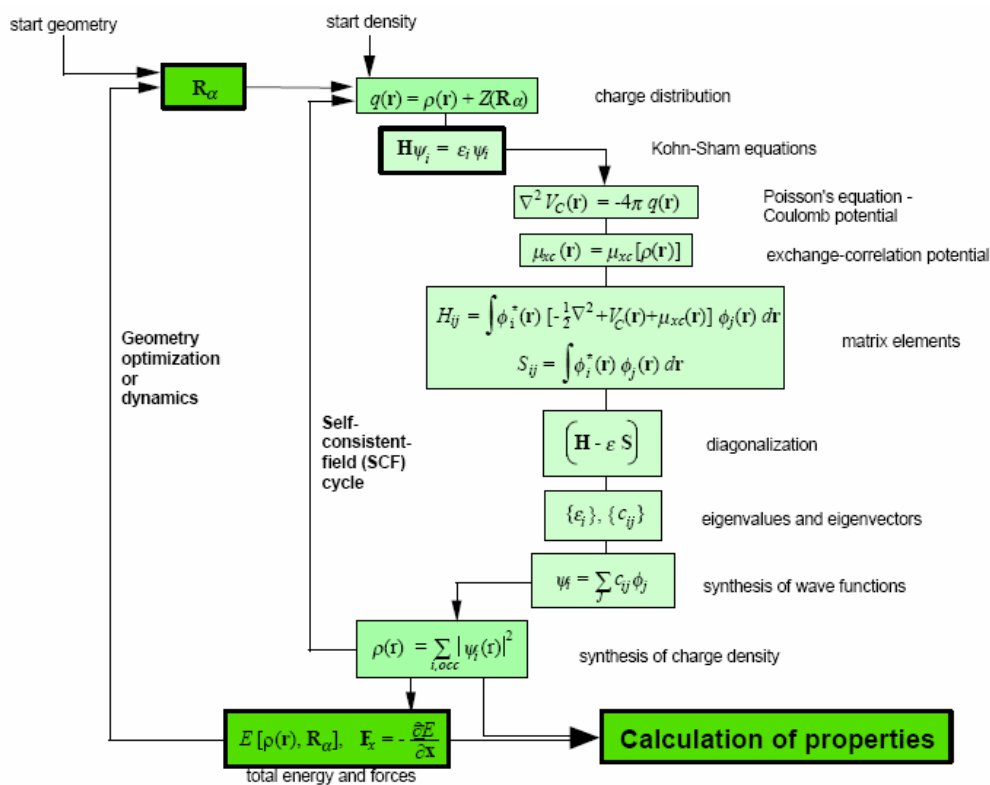 start geometry
start density
R_α
q(r) = ρ(r) + Z(R_α)
charge distribution
Hψ_i = ε_i ψ_i
Kohn-Sham equations
∇² V_C(r) = -4π q(r)
Poisson's equation -
Coulomb potential
μ_xc(r) = μ_xc[ρ(r)]
exchange-correlation potential
H_ij = ∫ϕ_i*(r) [-½∇²+V_C(r)+μ_xc(r)] ϕ_j(r) dr
S_ij = ∫ϕ_i*(r) ϕ_j(r) dr
matrix elements
Geometry
optimization
or
dynamics
Self-
consistent-
field (SCF)
cycle
(H - ε S)
diagonalization
{ε_i}, {c_ij}
eigenvalues and eigenvectors
ψ_i = ∑_j c_ij ϕ_j
synthesis of wave functions
ρ(r) = ∑_i,occ |ψ_i(r)|²
synthesis of charge density
E [ρ(r), R_α], F_x = - ∂E/∂x
total energy and forces
Calculation of properties